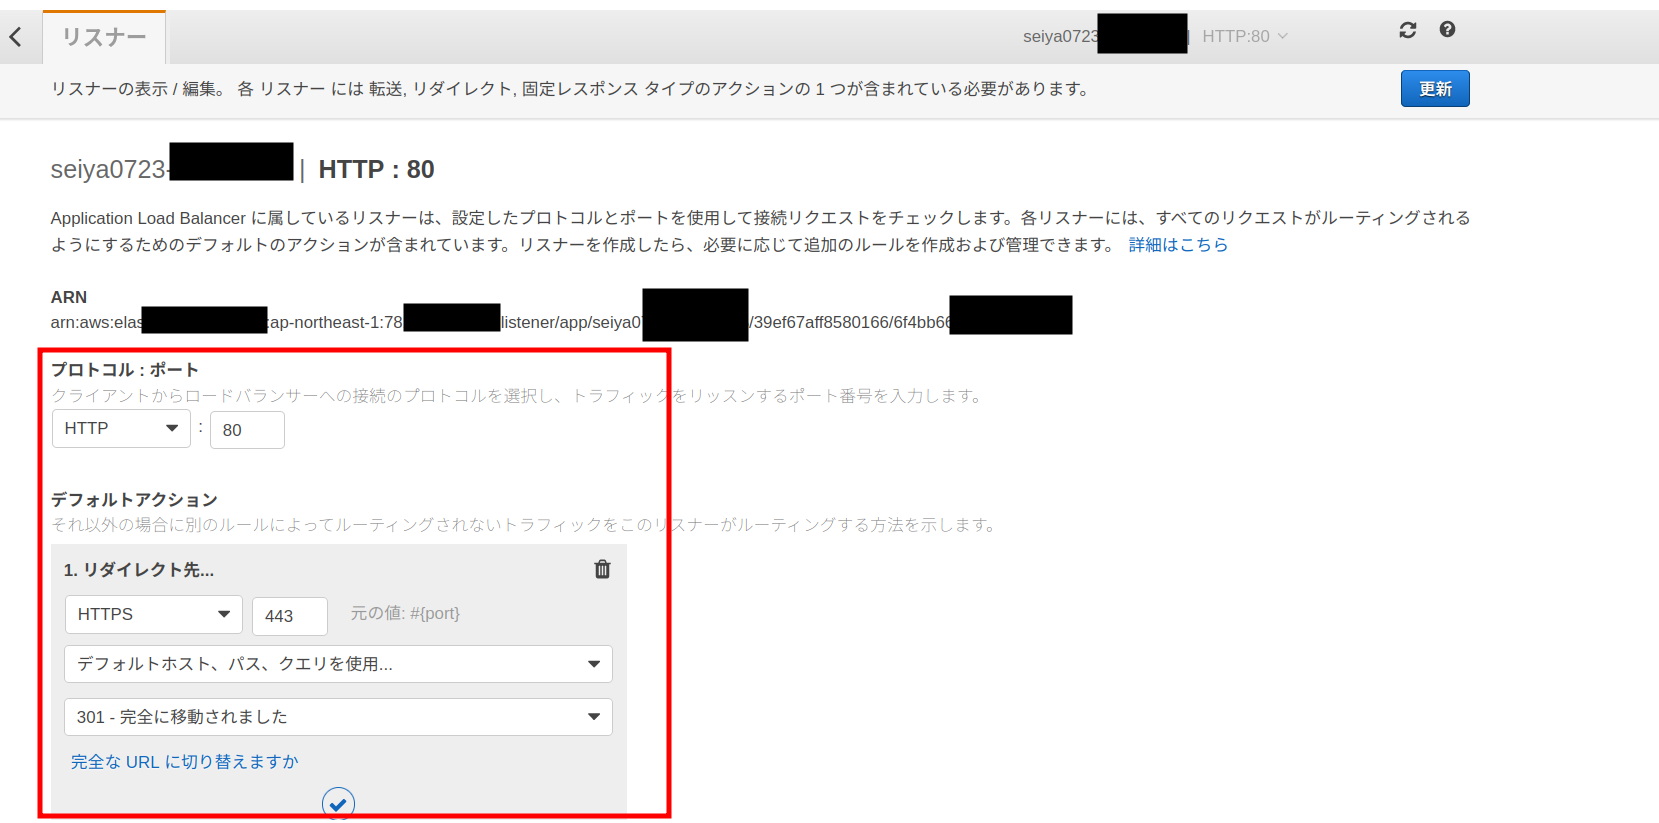 リスナー
seiya0723
HTTP:80
リスナーの表示 / 編集。 各 リスナー には 転送, リダイレクト, 固定レスポンス タイプのアクションの 1 つが含まれている必要があります。
更新
seiya0723- | HTTP : 80
Application Load Balancer に属しているリスナーは、設定したプロトコルとポートを使用して接続リクエストをチェックします。各リスナーには、すべてのリクエストがルーティングされる
ようにするためのデフォルトのアクションが含まれています。リスナーを作成したら、必要に応じて追加のルールを作成および管理できます。 詳細はこちら
ARN
arn:aws:elas :ap-northeast-1:78 listener/app/seiya07 /39ef67aff8580166/6f4bb66
プロトコル : ポート
クライアントからロードバランサーへの接続のプロトコルを選択し、トラフィックをリッスンするポート番号を入力します。
HTTP : 80
デフォルトアクション
それ以外の場合に別のルールによってルーティングされないトラフィックをこのリスナーがルーティングする方法を示します。
1. リダイレクト先...
HTTPS 443 元の値: #{port}
デフォルトホスト、パス、クエリを使用...
301 - 完全に移動されました
完全な URL に切り替えますか